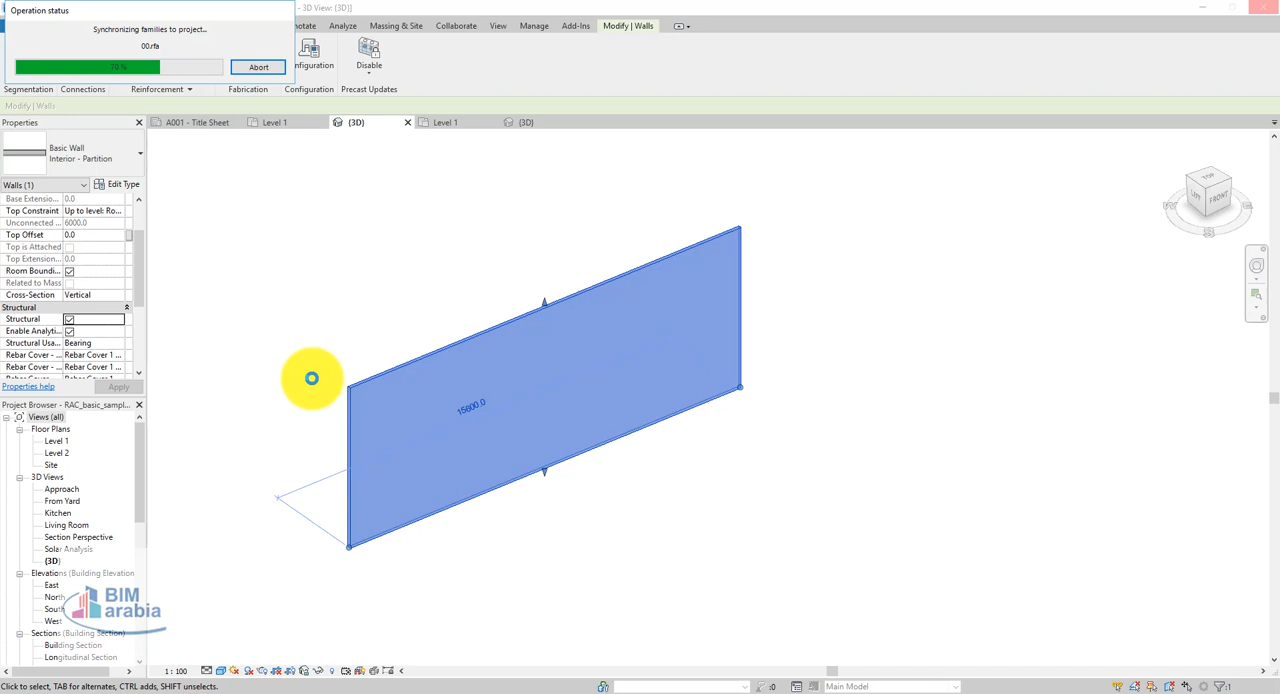 Operation status
- 3D View: {3D}]
Synchronizing families to project...
00.rfa
70 %
Abort
notate Analyze Massing & Site Collaborate View Manage Add-Ins Modify | Walls
onfiguration Disable
Segmentation Connections Reinforcement Fabrication Configuration Precast Updates
Modify | Walls
Properties
A001 - Title Sheet Level 1 {3D} Level 1 {3D}
Basic Wall
Interior - Partition
Walls (1) Edit Type
Base Extensio... 0.0
Top Constraint Up to level: Ro...
Unconnected ... 6000.0
Top Offset 0.0
Top is Attached
Top Extension... 0.0
Room Boundi...
Related to Mass
Cross-Section Vertical
Structural
Structural
Enable Analyti...
Structural Usa... Bearing
Rebar Cover - ... Rebar Cover 1 ...
Rebar Cover - ... Rebar Cover 1 ...
Properties help Apply
Project Browser - RAC_basic_sampl...
Views (all)
Floor Plans
Level 1
Level 2
Site
3D Views
Approach
From Yard
Kitchen
Living Room
Section Perspective
Solar Analysis
{3D}
Elevations (Building Elevation
East
North
South
West
Sections (Building Section)
Building Section
Longitudinal Section
15600.0
TOP
LEFT FRONT
BIM
arabia
1 : 100
Click to select, TAB for alternates, CTRL adds, SHIFT unselects.
:0
Main Model
:1